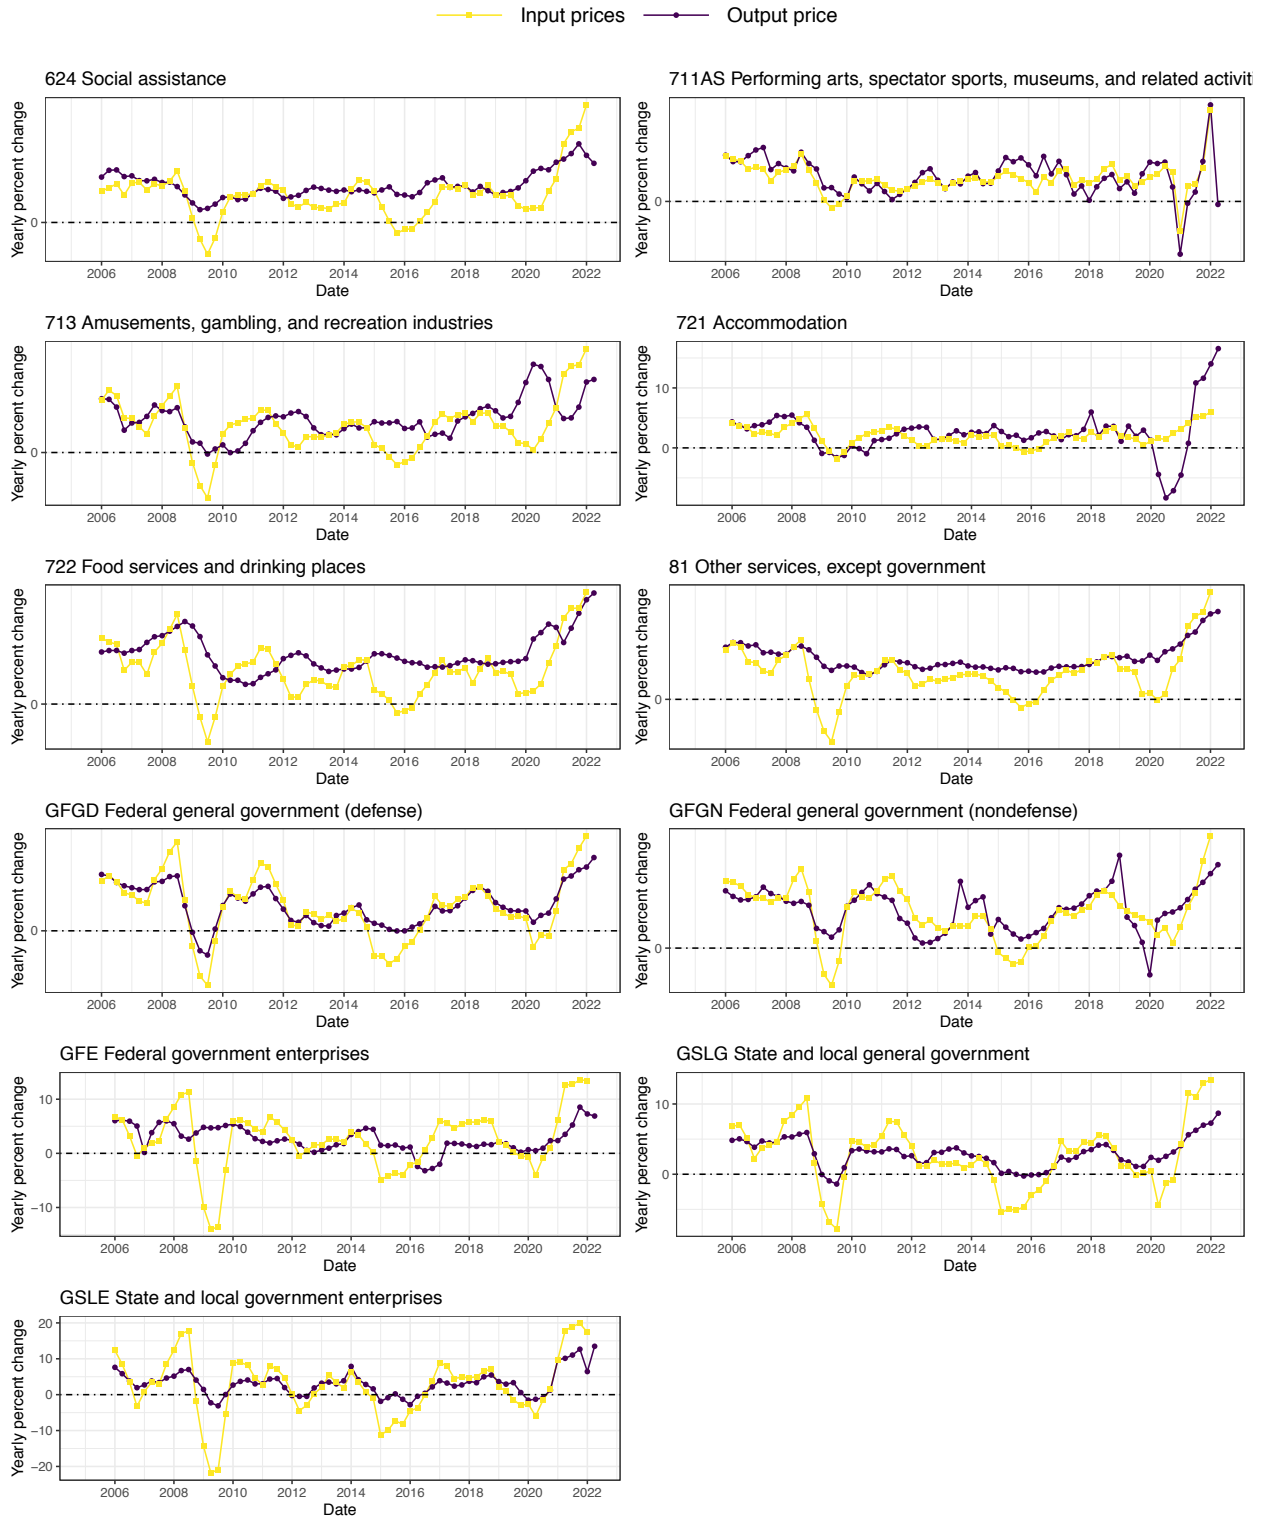 Input prices Output price
624 Social assistance
Yearly percent change
0
2006 2008 2010 2012 2014 2016 2018 2020 2022
Date
711AS Performing arts, spectator sports, museums, and related activiti
Yearly percent change
0
2006 2008 2010 2012 2014 2016 2018 2020 2022
Date
713 Amusements, gambling, and recreation industries
Yearly percent change
0
2006 2008 2010 2012 2014 2016 2018 2020 2022
Date
721 Accommodation
Yearly percent change
10
0
2006 2008 2010 2012 2014 2016 2018 2020 2022
Date
722 Food services and drinking places
Yearly percent change
0
2006 2008 2010 2012 2014 2016 2018 2020 2022
Date
81 Other services, except government
Yearly percent change
0
2006 2008 2010 2012 2014 2016 2018 2020 2022
Date
GFGD Federal general government (defense)
Yearly percent change
0
2006 2008 2010 2012 2014 2016 2018 2020 2022
Date
GFGN Federal general government (nondefense)
Yearly percent change
0
2006 2008 2010 2012 2014 2016 2018 2020 2022
Date
GFE Federal government enterprises
Yearly percent change
10
0
−10
2006 2008 2010 2012 2014 2016 2018 2020 2022
Date
GSLG State and local general government
Yearly percent change
10
0
2006 2008 2010 2012 2014 2016 2018 2020 2022
Date
GSLE State and local government enterprises
Yearly percent change
20
10
0
−10
−20
2006 2008 2010 2012 2014 2016 2018 2020 2022
Date